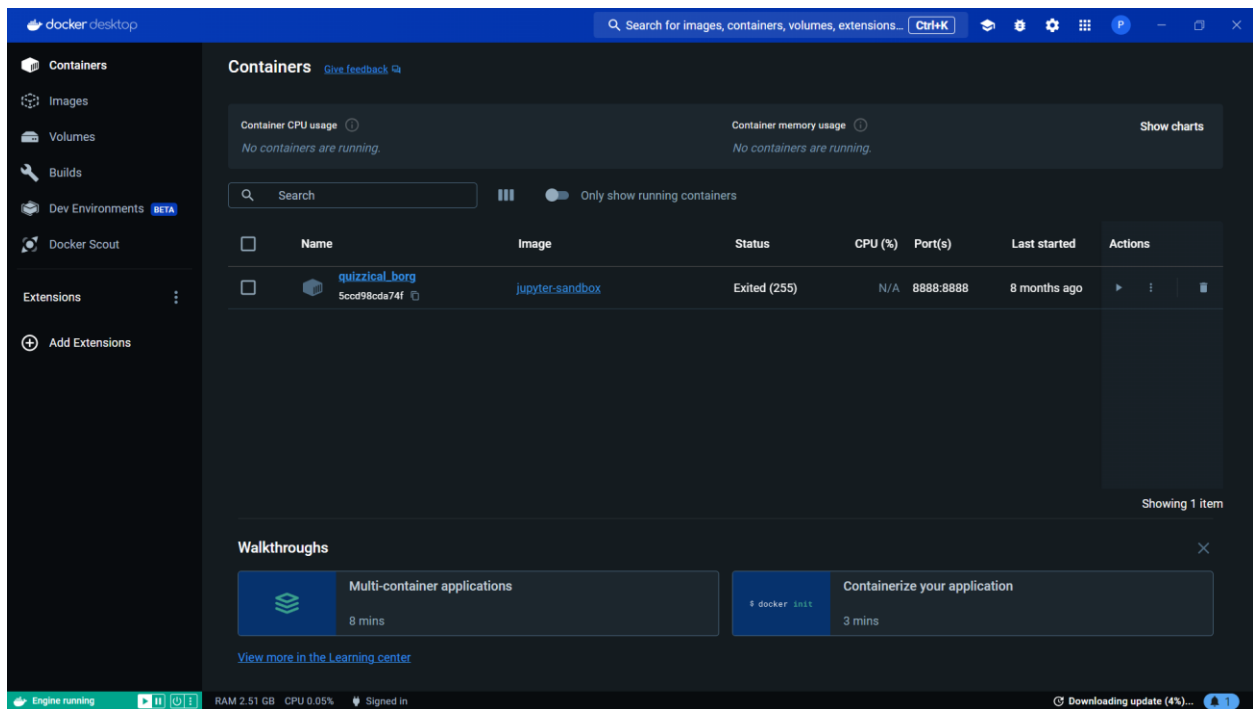 docker desktop
Search for images, containers, volumes, extensions... Ctrl+K
P
Containers
Images
Volumes
Builds
Dev Environments BETA
Docker Scout
Extensions
Add Extensions
Containers Give feedback
Container CPU usage
No containers are running.
Container memory usage
No containers are running.
Show charts
Search
Only show running containers
Name Image Status CPU (%) Port(s) Last started Actions
quizzical_borg
5ccd98cda74f
jupyter-sandbox Exited (255) N/A 8888:8888 8 months ago
Showing 1 item
Walkthroughs
Multi-container applications
8 mins
$ docker init
Containerize your application
3 mins
View more in the Learning center
Engine running
RAM 2.51 GB CPU 0.05% Signed in
Downloading update (4%)... 1